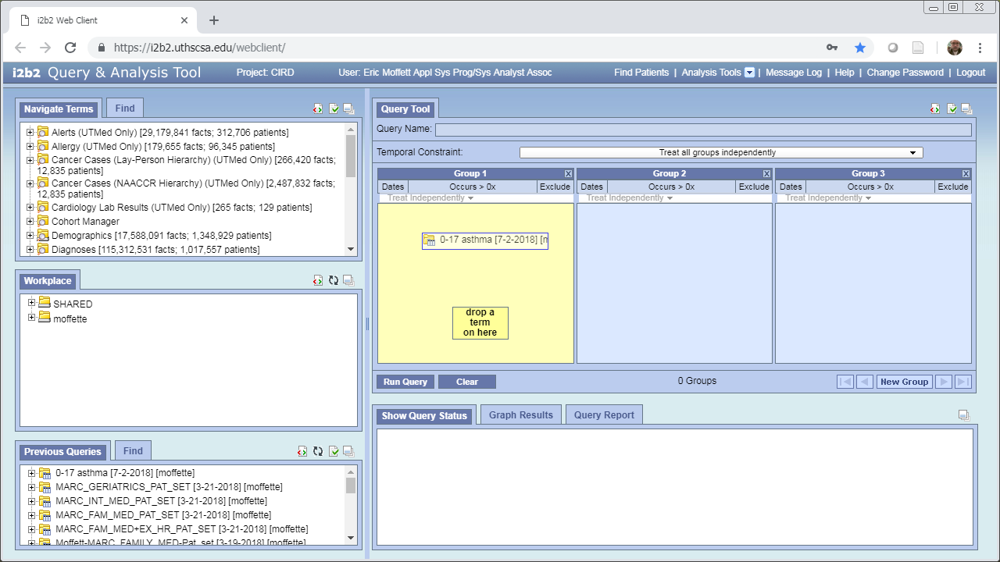 i2b2 Web Client
https://i2b2.uthscsa.edu/webclient/
i2b2 Query & Analysis Tool
Project: CIRD
User: Eric Moffett Appl Sys Prog/Sys Analyst Assoc
Find Patients | Analysis Tools | Message Log | Help | Change Password | Logout
Navigate Terms
Find
Alerts (UTMed Only) [29,179,841 facts; 312,706 patients]
Allergy (UTMed Only) [179,655 facts; 96,345 patients]
Cancer Cases (Lay-Person Hierarchy) (UTMed Only) [266,420 facts;
12,835 patients]
Cancer Cases (NAACCR Hierarchy) (UTMed Only) [2,487,832 facts;
12,835 patients]
Cardiology Lab Results (UTMed Only) [265 facts; 129 patients]
Cohort Manager
Demographics [17,588,091 facts; 1,348,929 patients]
Diagnoses [115,312,531 facts; 1,017,557 patients]
Workplace
SHARED
moffette
Previous Queries
Find
0-17 asthma [7-2-2018] [moffette]
MARC_GERIATRICS_PAT_SET [3-21-2018] [moffette]
MARC_INT_MED_PAT_SET [3-21-2018] [moffette]
MARC_FAM_MED_PAT_SET [3-21-2018] [moffette]
MARC_FAM_MED+EX_HR_PAT_SET [3-21-2018] [moffette]
Moffett-MARC_FAMILY_MED-Pat_set [3-19-2018] [moffette]
Query Tool
Query Name:
Temporal Constraint:
Treat all groups independently
Group 1
Dates
Occurs > 0x
Exclude
Treat Independently
0-17 asthma [7-2-2018] [m
drop a
term
on here
Group 2
Dates
Occurs > 0x
Exclude
Treat Independently
Group 3
Dates
Occurs > 0x
Exclude
Treat Independently
Run Query
Clear
0 Groups
New Group
Show Query Status
Graph Results
Query Report